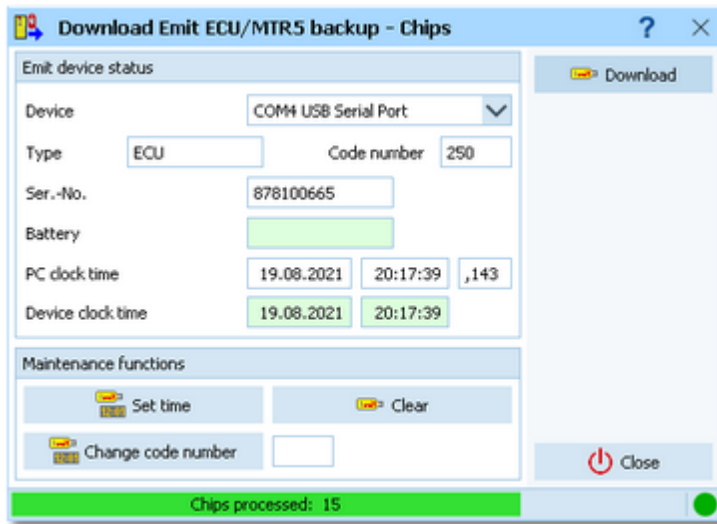 Download Emit ECU/MTR5 backup - Chips ?
Emit device status
Download
Device COM4 USB Serial Port
Type ECU Code number 250
Ser.-No. 878100665
Battery
PC clock time 19.08.2021 20:17:39 ,143
Device clock time 19.08.2021 20:17:39
Maintenance functions
Set time Clear
Change code number
Close
Chips processed: 15